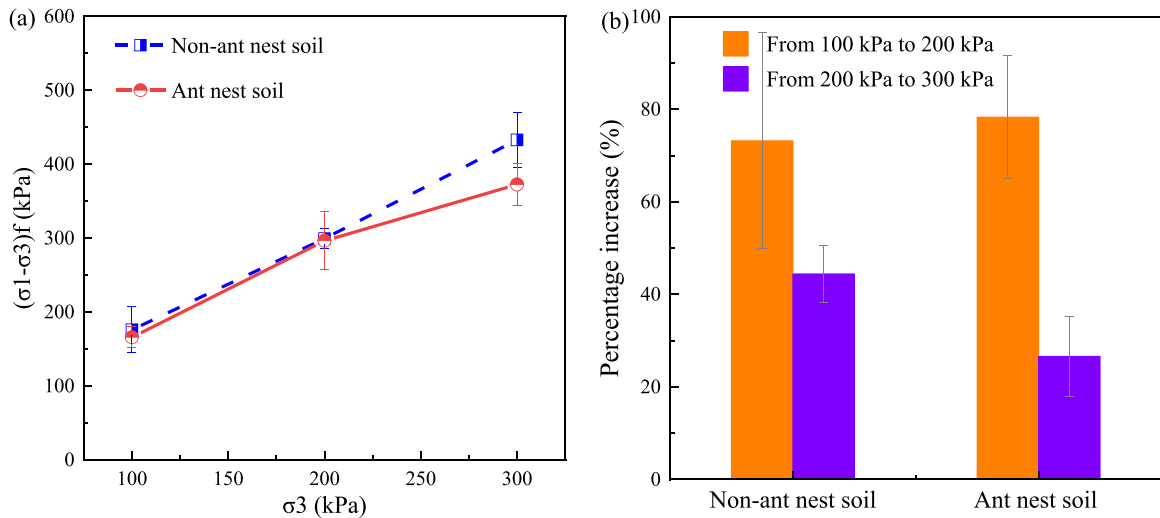 (a)
600
500
400
300
200
100
0
(σ1-σ3)f (kPa)
Non-ant nest soil
Ant nest soil
100
150
200
250
300
σ3 (kPa)
(b)
100
80
60
40
20
0
Percentage increase (%)
From 100 kPa to 200 kPa
From 200 kPa to 300 kPa
Non-ant nest soil
Ant nest soil